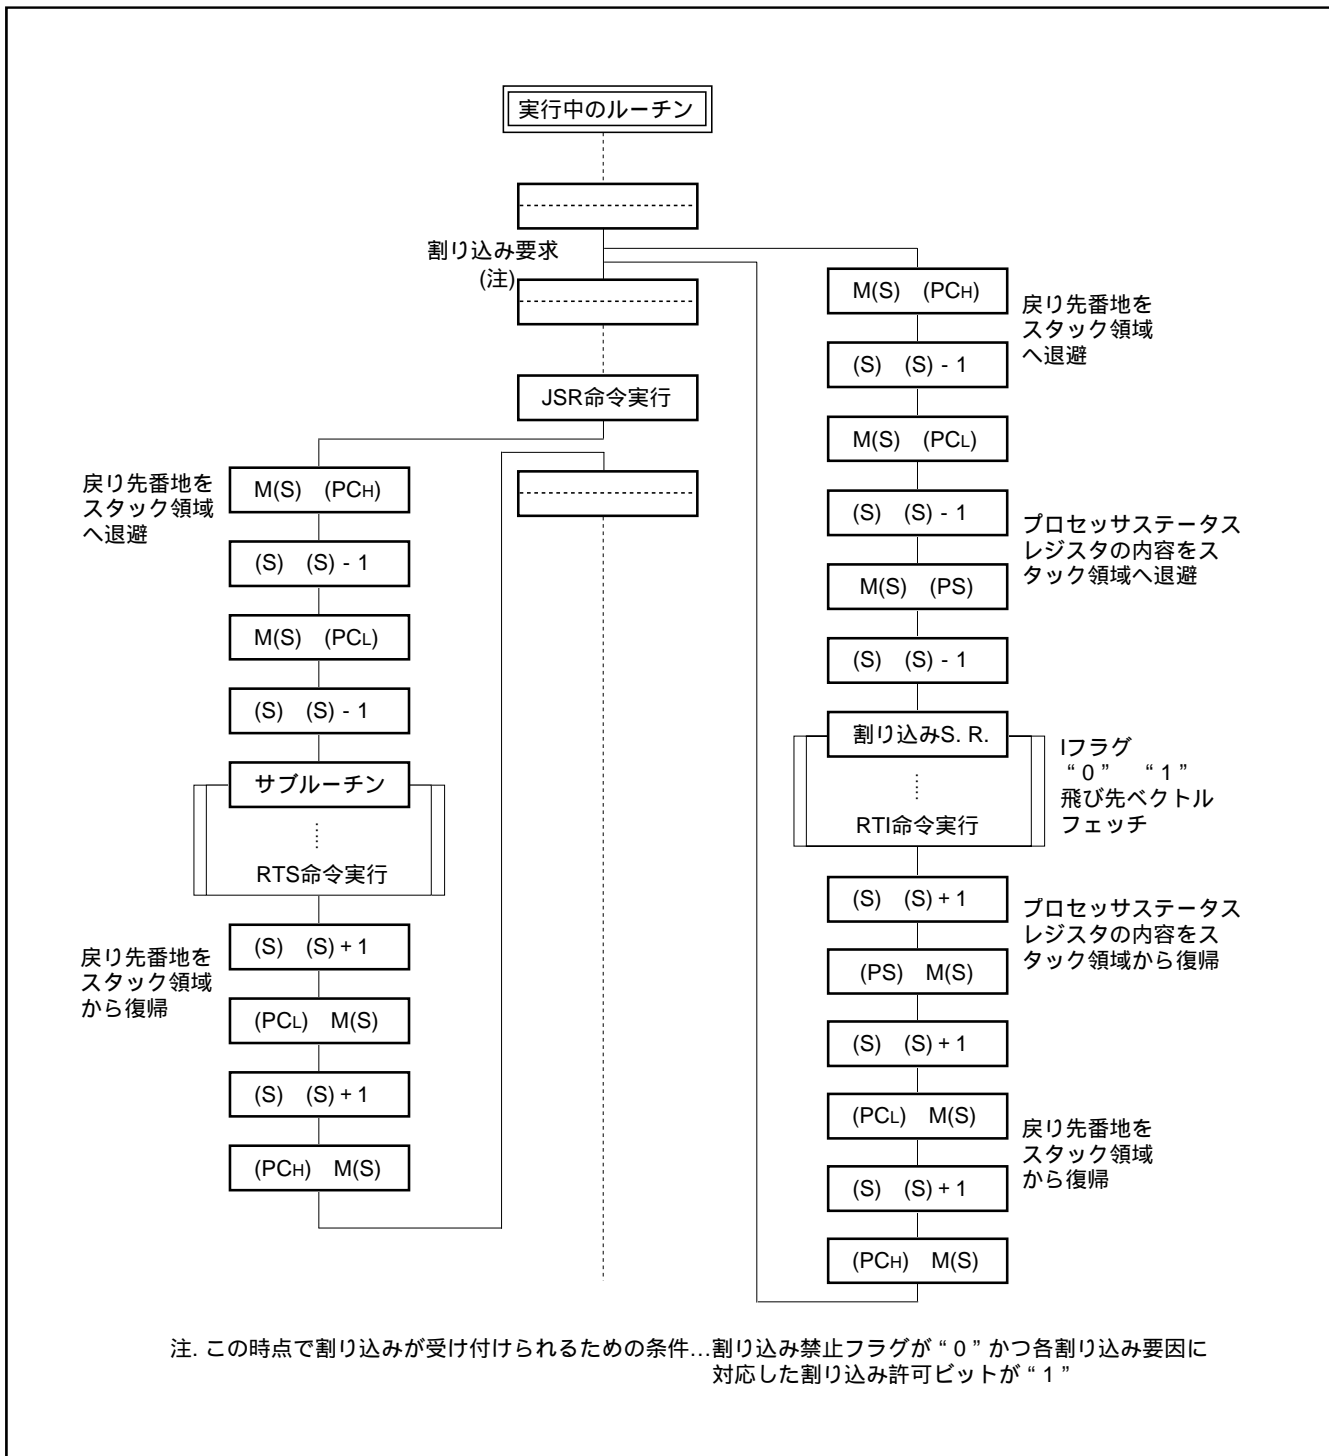 実行中のルーチン
割り込み要求
(注)
JSR命令実行
戻り先番地を
スタック領域
へ退避
M(S) (PCH)
(S) (S) - 1
M(S) (PCL)
(S) (S) - 1
サブルーチン
RTS命令実行
戻り先番地を
スタック領域
から復帰
(S) (S) + 1
(PCL) M(S)
(S) (S) + 1
(PCH) M(S)
M(S) (PCH)
戻り先番地を
スタック領域
へ退避
(S) (S) - 1
M(S) (PCL)
(S) (S) - 1
プロセッサステータス
レジスタの内容をス
タック領域へ退避
M(S) (PS)
(S) (S) - 1
割り込みS. R.
Iフラグ
“ 0 ” “ 1 ”
飛び先ベクトル
フェッチ
RTI命令実行
(S) (S) + 1
プロセッサステータス
レジスタの内容をス
タック領域から復帰
(PS) M(S)
(S) (S) + 1
(PCL) M(S)
戻り先番地を
スタック領域
から復帰
(S) (S) + 1
(PCH) M(S)
注. この時点で割り込みが受け付けられるための条件…割り込み禁止フラグが “ 0 ” かつ各割り込み要因に
対応した割り込み許可ビットが “ 1 ”